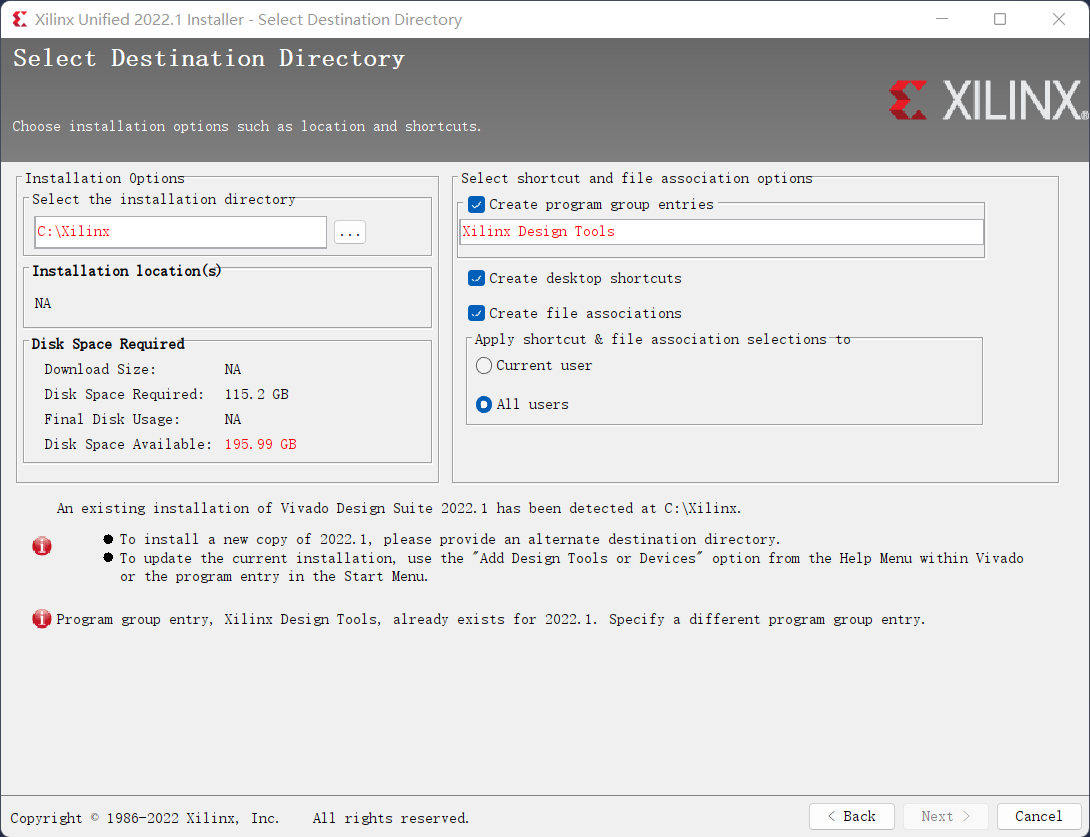 Xilinx Unified 2022.1 Installer - Select Destination Directory
Select Destination Directory
Choose installation options such as location and shortcuts.
XILINX®
Installation Options
Select the installation directory
C:\Xilinx
...
Installation location(s)
NA
Disk Space Required
Download Size: NA
Disk Space Required: 115.2 GB
Final Disk Usage: NA
Disk Space Available: 195.99 GB
Select shortcut and file association options
Create program group entries
Xilinx Design Tools
Create desktop shortcuts
Create file associations
Apply shortcut & file association selections to
Current user
All users
An existing installation of Vivado Design Suite 2022.1 has been detected at C:\Xilinx.
● To install a new copy of 2022.1, please provide an alternate destination directory.
● To update the current installation, use the "Add Design Tools or Devices" option from the Help Menu within Vivado
or the program entry in the Start Menu.
Program group entry, Xilinx Design Tools, already exists for 2022.1. Specify a different program group entry.
Copyright © 1986-2022 Xilinx, Inc. All rights reserved.
< Back
Next >
Cancel